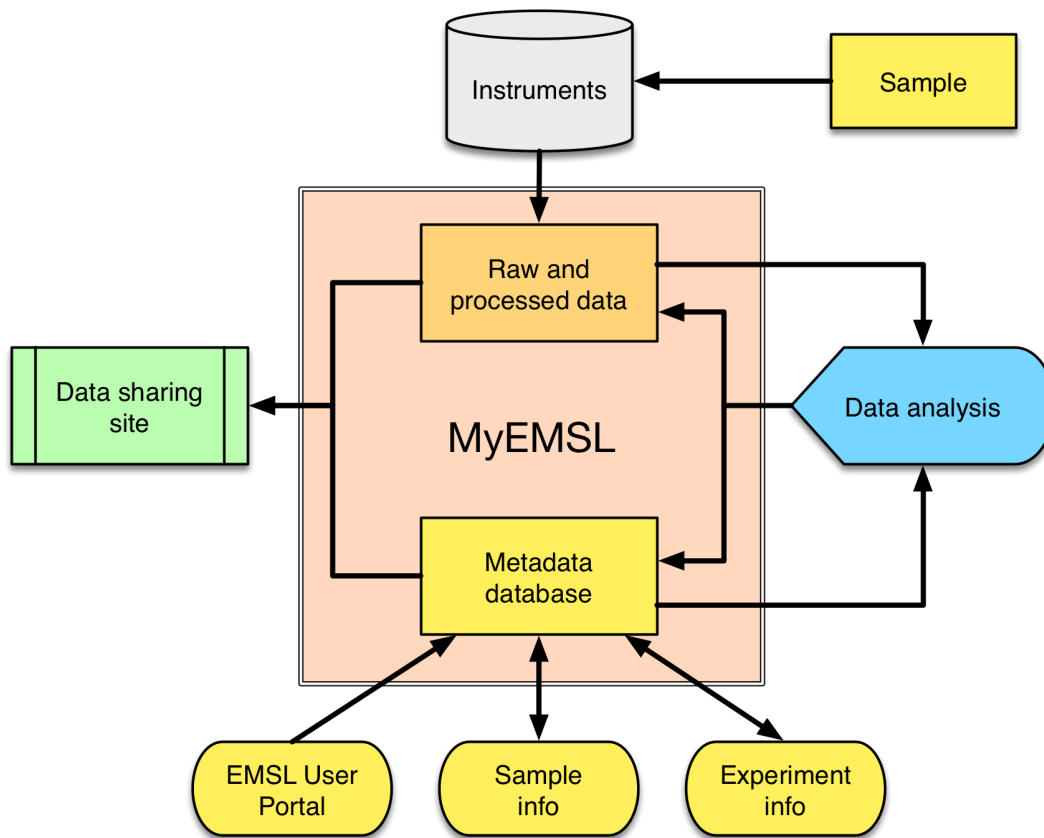 Instruments
Sample
Raw and
processed data
Data sharing
site
Data analysis
MyEMSL
Metadata
database
EMSL User
Portal
Sample
info
Experiment
info